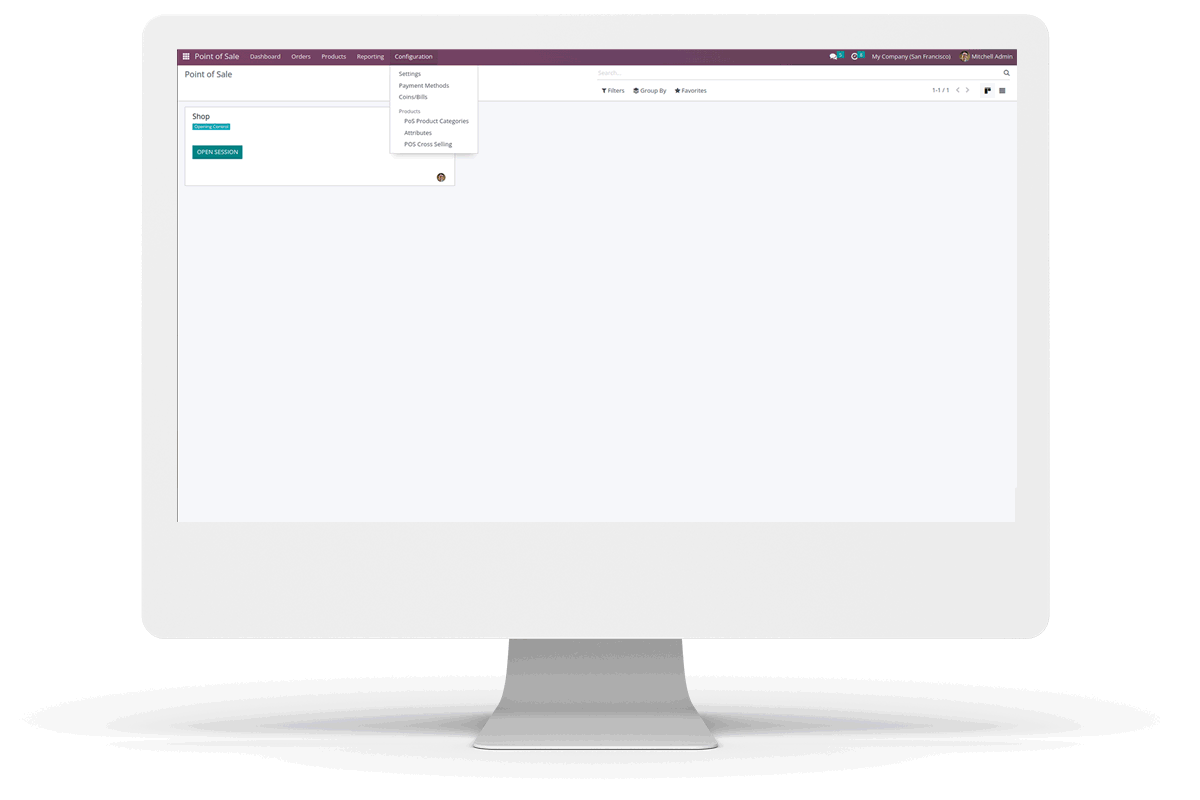 Point of Sale Dashboard Orders Products Reporting Configuration My Company (San Francisco) Mitchell Admin
Point of Sale
Search...
Settings
Payment Methods
Coins/Bills
Products
PoS Product Categories
Attributes
POS Cross Selling
Filters Group By Favorites 1-1 / 1
Shop
Opening Control
OPEN SESSION